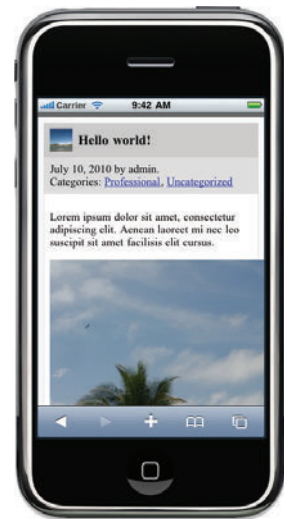 Carrier 9:42 AM
Hello world!
July 10, 2010 by admin.
Categories: Professional, Uncategorized
Lorem ipsum dolor sit amet, consectetur
adipiscing elit. Aenean laoreet mi nec leo
suscipit sit amet facilisis elit cursus.